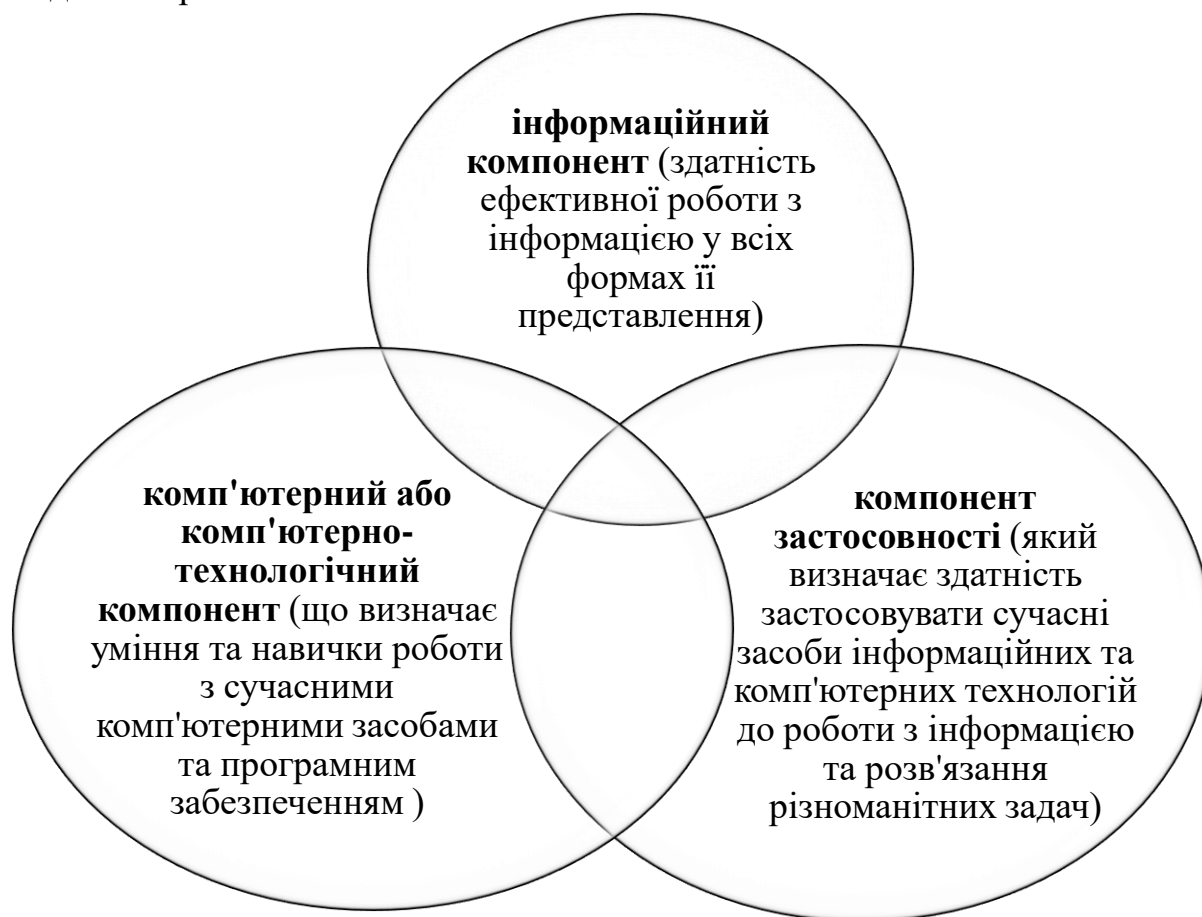 інформаційний
компонент (здатність
ефективної роботи з
інформацією у всіх
формах її
представлення)
комп'ютерний або
комп'ютерно-
технологічний
компонент (що визначає
уміння та навички роботи
з сучасними
комп'ютерними засобами
та програмним
забезпеченням )
компонент
застосовності (який
визначає здатність
застосовувати сучасні
засоби інформаційних та
комп'ютерних технологій
до роботи з інформацією
та розв'язання
різноманітних задач)